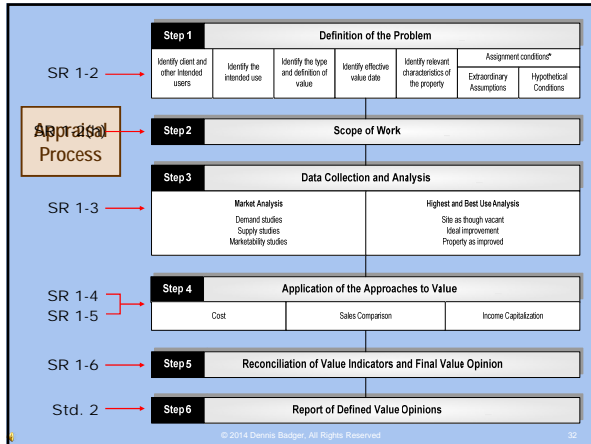 Step 1 Definition of the Problem
Identify client and other Intended users
Identify the intended use
Identify the type and definition of value
Identify effective value date
Identify relevant characteristics of the property
Assignment conditions*
Extraordinary Assumptions
Hypothetical Conditions
SR 1-2
SR 1-2(h)
Appraisal
Process
Step 2 Scope of Work
Step 3 Data Collection and Analysis
SR 1-3
Market Analysis
Demand studies
Supply studies
Marketability studies
Highest and Best Use Analysis
Site as though vacant
Ideal improvement
Property as improved
SR 1-4
SR 1-5
Step 4 Application of the Approaches to Value
Cost
Sales Comparison
Income Capitalization
SR 1-6
Step 5 Reconciliation of Value Indicators and Final Value Opinion
Std. 2
Step 6 Report of Defined Value Opinions
© 2014 Dennis Badger, All Rights Reserved
32